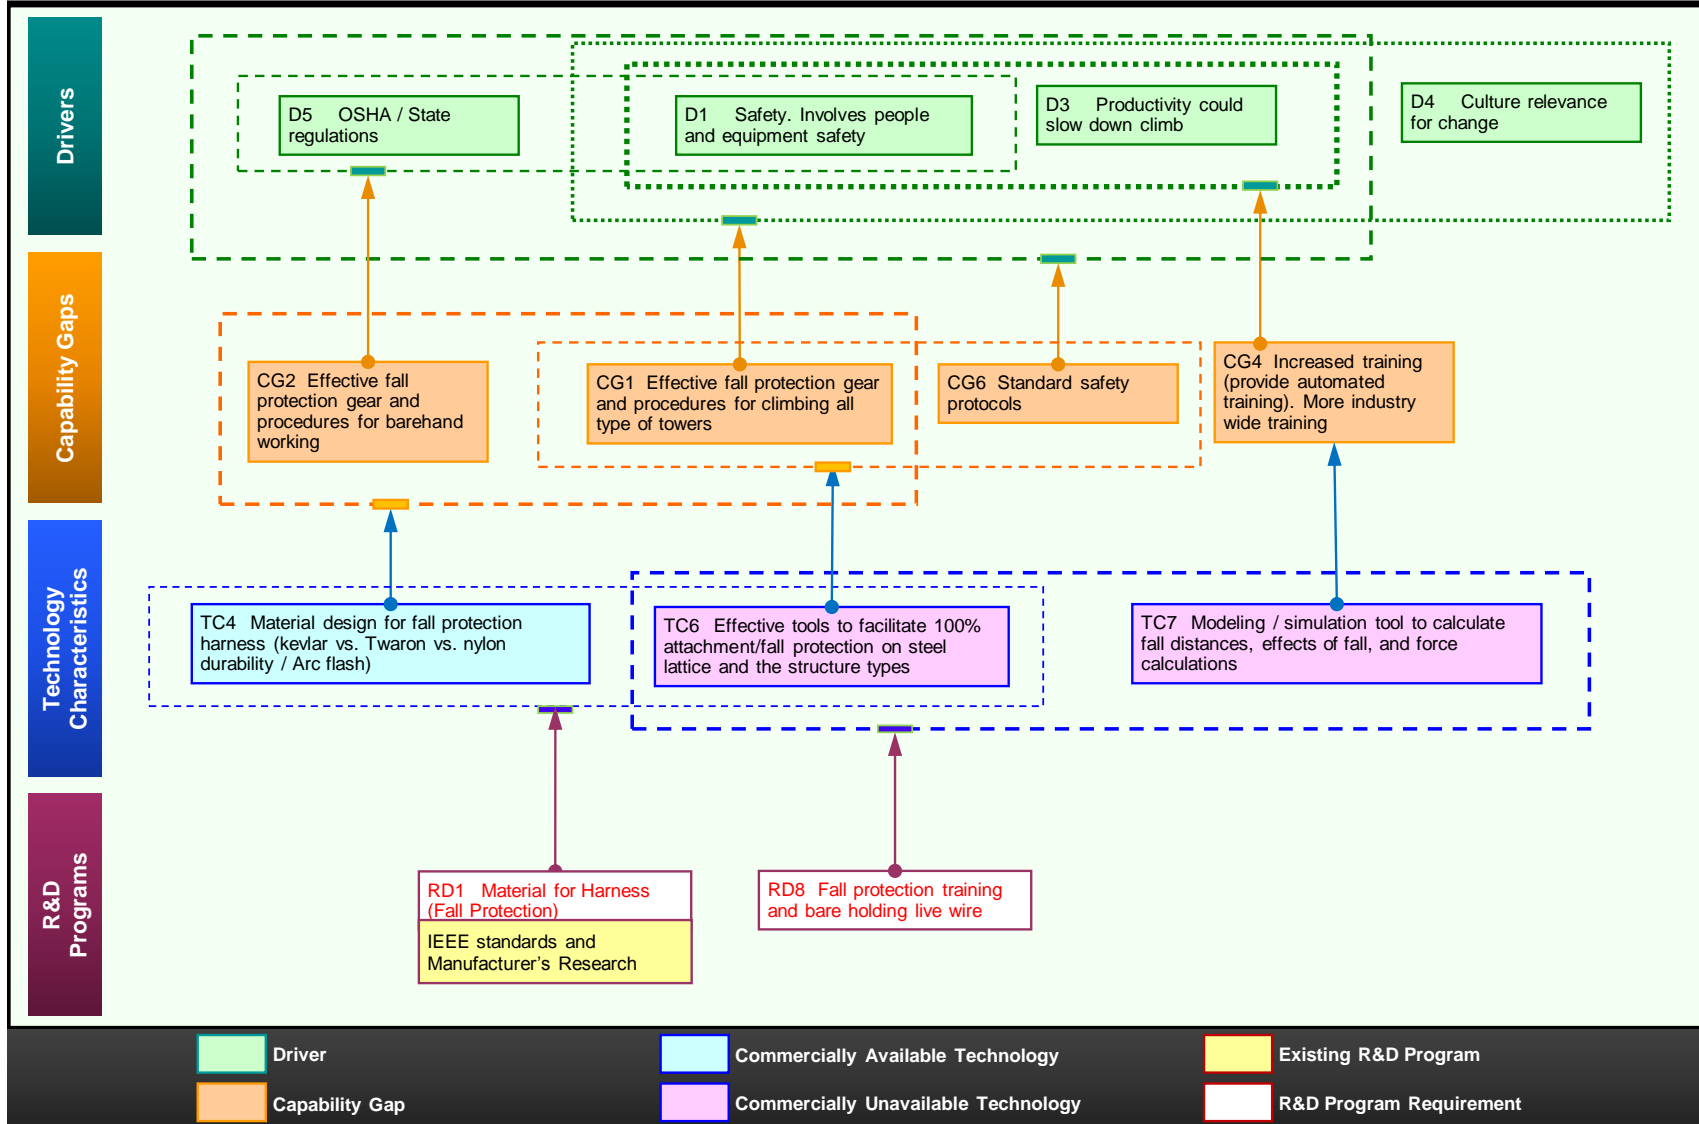 Drivers
D5 OSHA / State
regulations
D1 Safety. Involves people
and equipment safety
D3 Productivity could
slow down climb
D4 Culture relevance
for change
Capability Gaps
CG2 Effective fall
protection gear and
procedures for barehand
working
CG1 Effective fall protection gear
and procedures for climbing all
type of towers
CG6 Standard safety
protocols
CG4 Increased training
(provide automated
training). More industry
wide training
Technology
Characteristics
TC4 Material design for fall protection
harness (kevlar vs. Twaron vs. nylon
durability / Arc flash)
TC6 Effective tools to facilitate 100%
attachment/fall protection on steel
lattice and the structure types
TC7 Modeling / simulation tool to calculate
fall distances, effects of fall, and force
calculations
R&D
Programs
RD1 Material for Harness
(Fall Protection)
IEEE standards and
Manufacturer's Research
RD8 Fall protection training
and bare holding live wire
Driver
Commercially Available Technology
Existing R&D Program
Capability Gap
Commercially Unavailable Technology
R&D Program Requirement